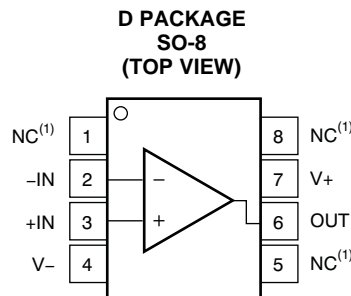 D PACKAGE
SO-8
(TOP VIEW)
NC(1) 1 8 NC(1)
−IN 2 − 7 V+
+IN 3 + 6 OUT
V− 4 5 NC(1)